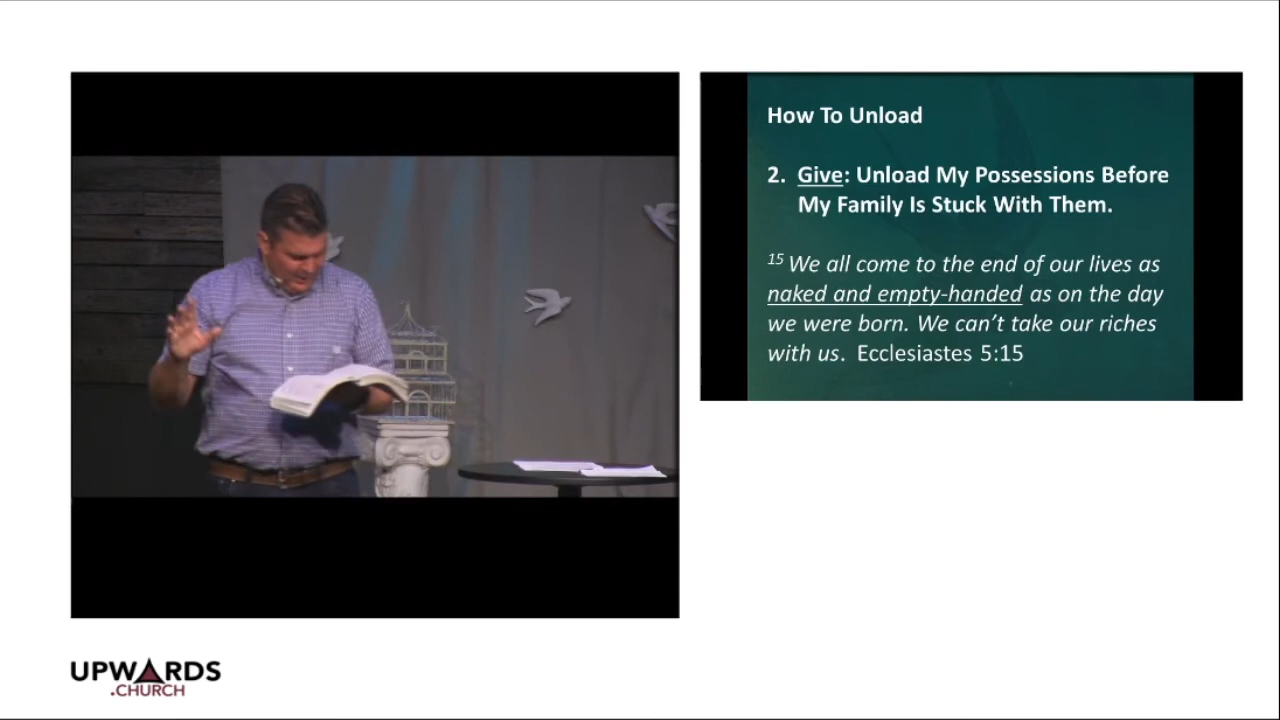 How To Unload
2. Give: Unload My Possessions Before
My Family Is Stuck With Them.
15 We all come to the end of our lives as
naked and empty-handed as on the day
we were born. We can't take our riches
with us. Ecclesiastes 5:15
UPWARDS
.CHURCH